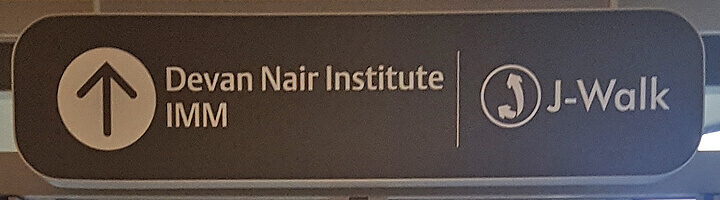 Devan Nair Institute
IMM
J-Walk